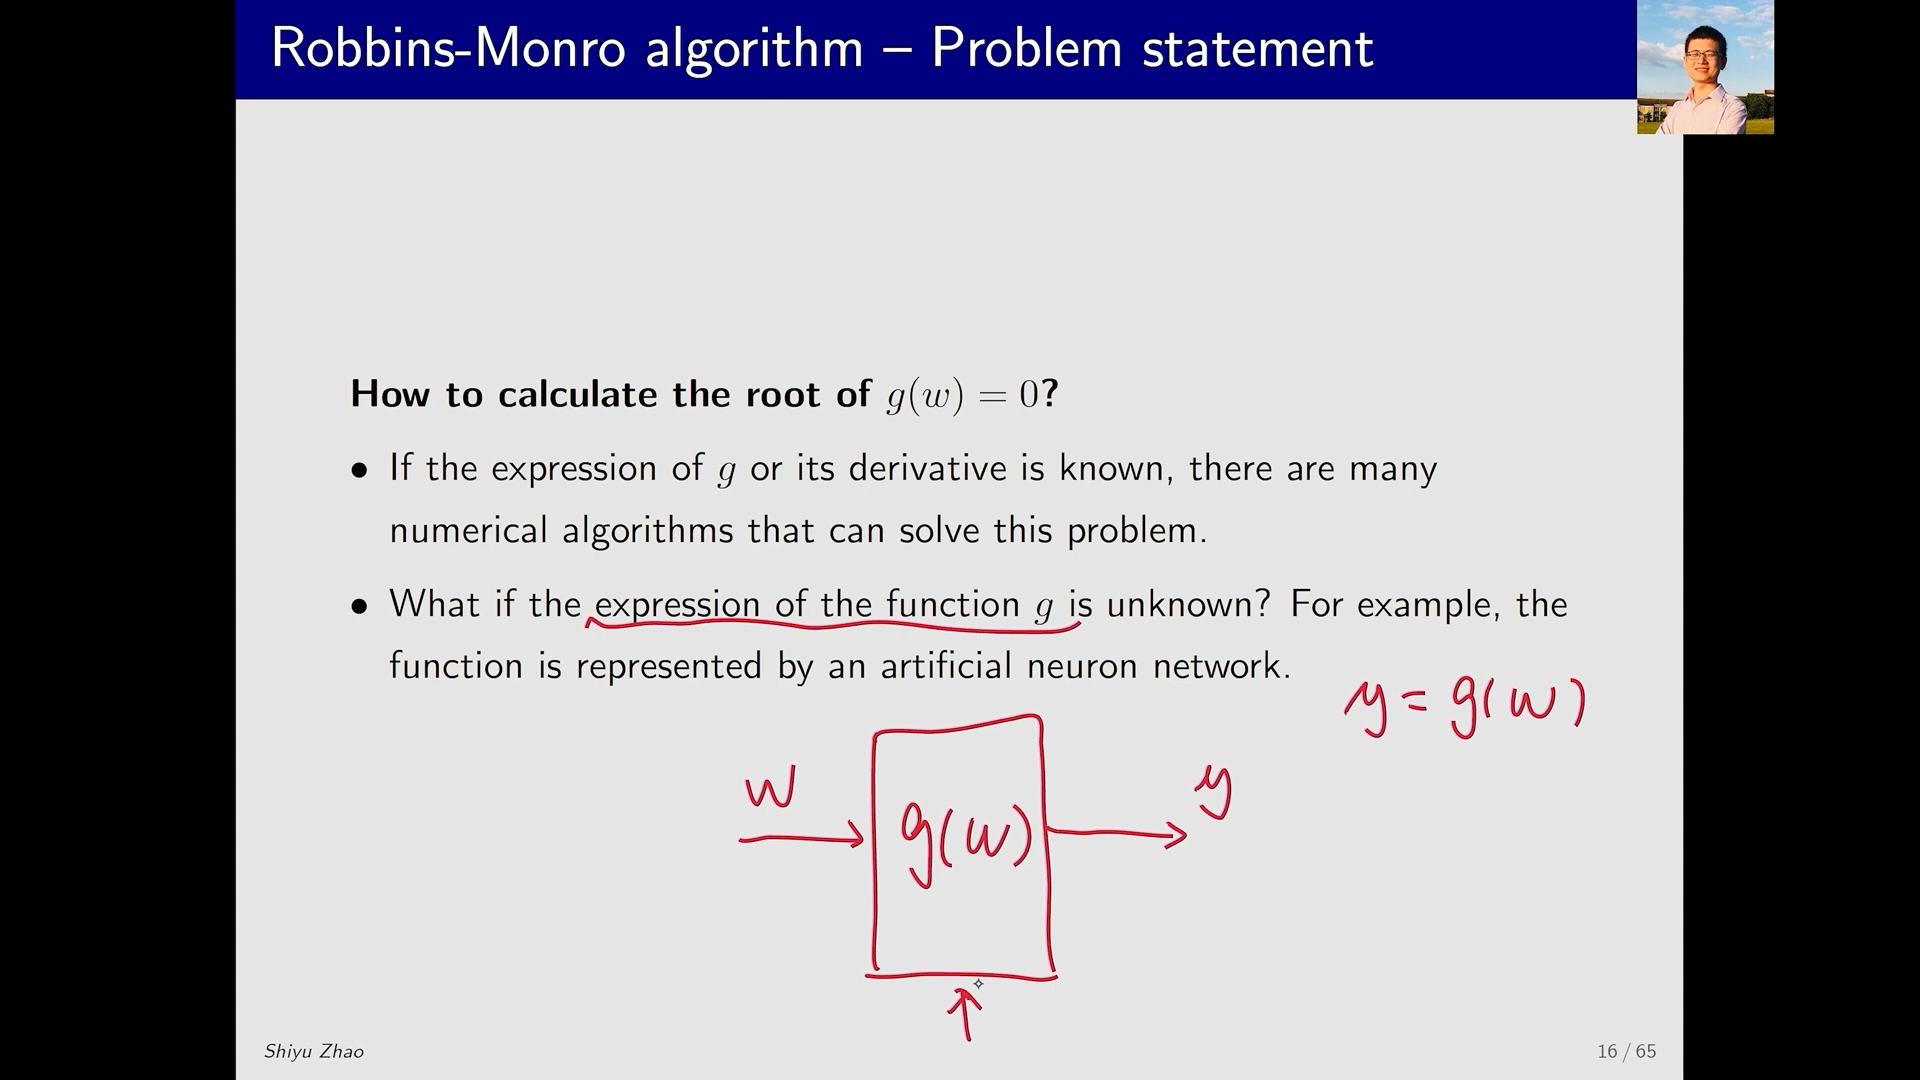 Robbins-Monro algorithm – Problem statement
How to calculate the root of g(w) = 0?
• If the expression of g or its derivative is known, there are many
numerical algorithms that can solve this problem.
• What if the expression of the function g is unknown? For example, the
function is represented by an artificial neuron network.
y = g(w)
w
g(w)
y
Shiyu Zhao
16 / 65